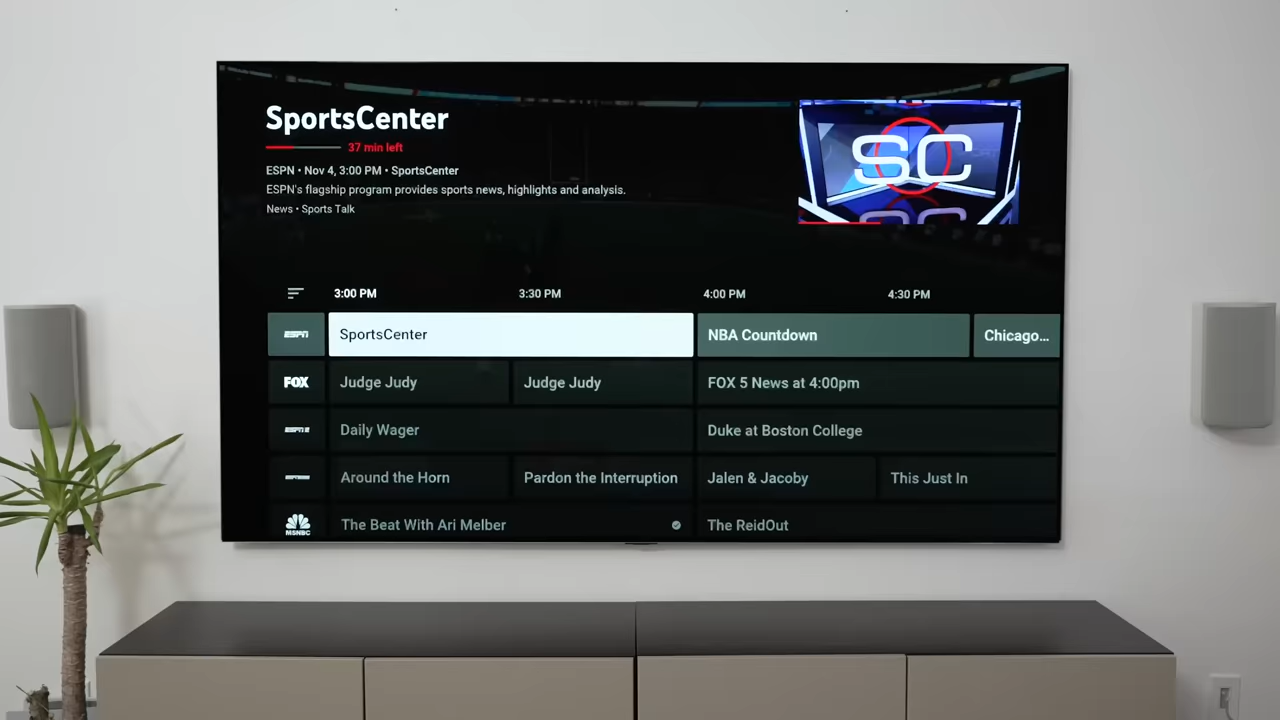 SportsCenter
37 min left
ESPN • Nov 4, 3:00 PM • SportsCenter
ESPN's flagship program provides sports news, highlights and analysis.
News • Sports Talk
SC
3:00 PM 3:30 PM 4:00 PM 4:30 PM
ESPN SportsCenter NBA Countdown Chicago...
FOX Judge Judy Judge Judy FOX 5 News at 4:00pm
Daily Wager Duke at Boston College
Around the Horn Pardon the Interruption Jalen & Jacoby This Just In
MSNBC The Beat With Ari Melber The ReidOut